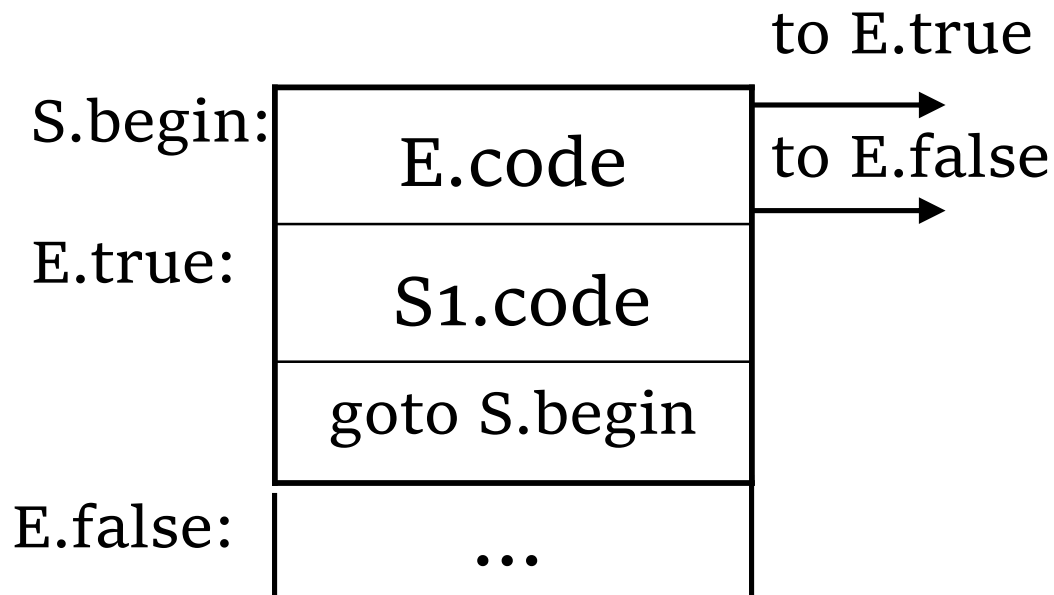 to E.true
S.begin:
E.code
to E.false
E.true:
S1.code
goto S.begin
E.false:
...